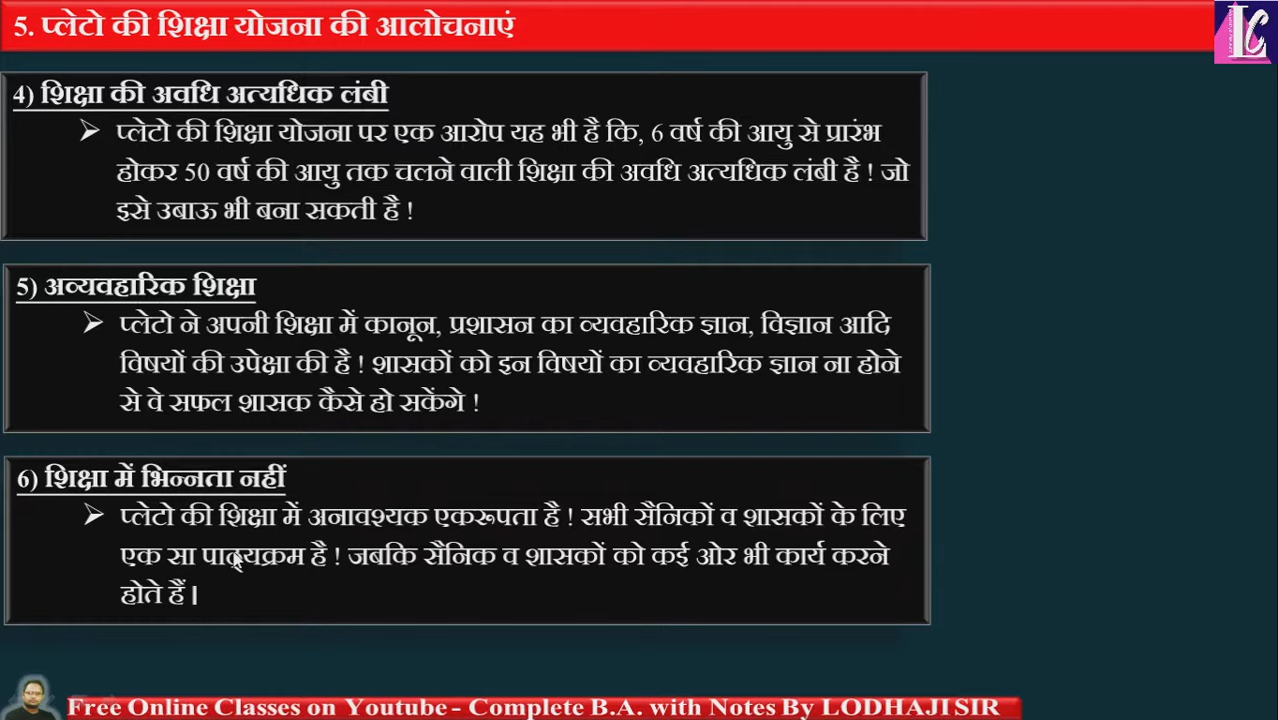 5. प्लेटो की शिक्षा योजना की आलोचनाएं
LC
4) शिक्षा की अवधि अत्यधिक लंबी
➢ प्लेटो की शिक्षा योजना पर एक आरोप यह भी है कि, 6 वर्ष की आयु से प्रारंभ
होकर 50 वर्ष की आयु तक चलने वाली शिक्षा की अवधि अत्यधिक लंबी है ! जो
इसे उबाऊ भी बना सकती है !
5) अव्यवहारिक शिक्षा
➢ प्लेटो ने अपनी शिक्षा में कानून, प्रशासन का व्यवहारिक ज्ञान, विज्ञान आदि
विषयों की उपेक्षा की है ! शासकों को इन विषयों का व्यवहारिक ज्ञान ना होने
से वे सफल शासक कैसे हो सकेंगे !
6) शिक्षा में भिन्नता नहीं
➢ प्लेटो की शिक्षा में अनावश्यक एकरूपता है ! सभी सैनिकों व शासकों के लिए
एक सा पाठ्यक्रम है ! जबकि सैनिक व शासकों को कई ओर भी कार्य करने
होते हैं |
Free Online Classes on Youtube - Complete B.A. with Notes By LODHAJI SIR